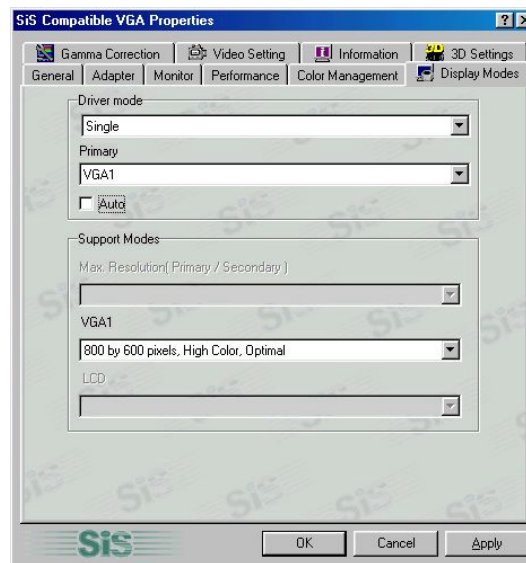 SiS Compatible VGA Properties
Gamma Correction Video Setting Information 3D Settings
General Adapter Monitor Performance Color Management Display Modes
Driver mode
Single
Primary
VGA1
Auto
Support Modes
Max. Resolution( Primary / Secondary )
VGA1
800 by 600 pixels, High Color, Optimal
LCD
SiS
OK Cancel Apply